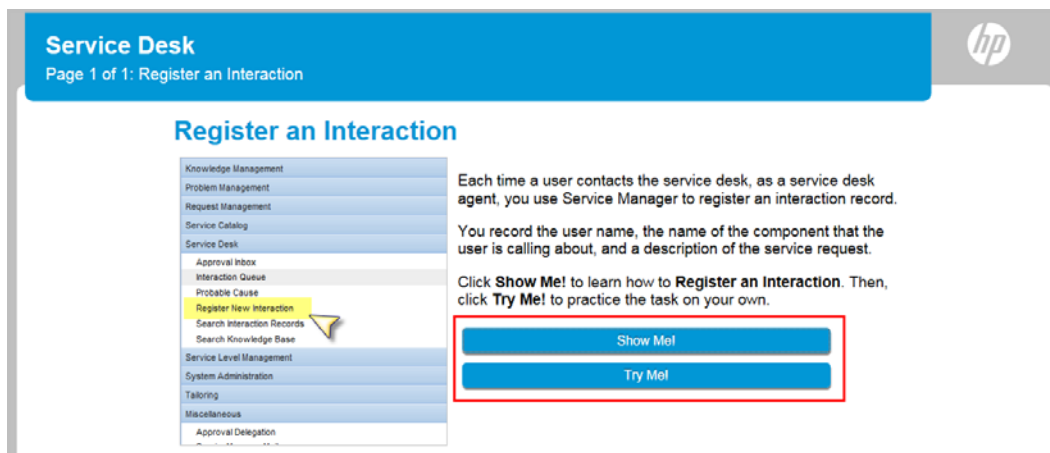 Service Desk
Page 1 of 1: Register an Interaction
hp
Register an Interaction
Knowledge Management
Problem Management
Request Management
Service Catalog
Service Desk
Approval Inbox
Interaction Queue
Probable Cause
Register New Interaction
Search Interaction Records
Search Knowledge Base
Service Level Management
System Administration
Tailoring
Miscellaneous
Approval Delegation
Each time a user contacts the service desk, as a service desk
agent, you use Service Manager to register an interaction record.
You record the user name, the name of the component that the
user is calling about, and a description of the service request.
Click Show Me! to learn how to Register an Interaction. Then,
click Try Me! to practice the task on your own.
Show Me!
Try Me!